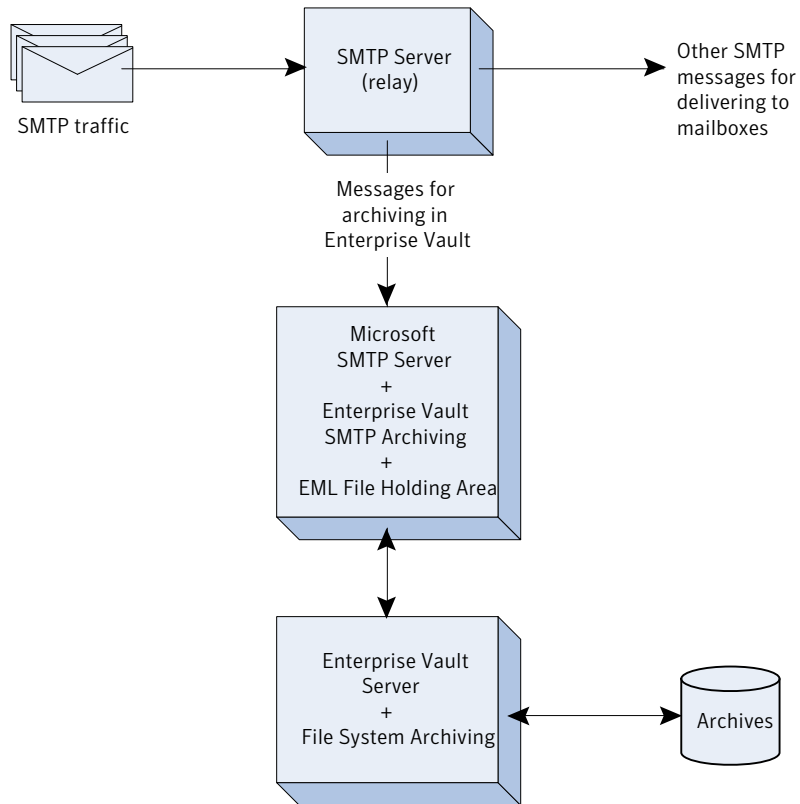 SMTP traffic
SMTP Server
(relay)
Other SMTP
messages for
delivering to
mailboxes
Messages for
archiving in
Enterprise Vault
Microsoft
SMTP Server
+
Enterprise Vault
SMTP Archiving
+
EML File Holding Area
Enterprise Vault
Server
+
File System Archiving
Archives